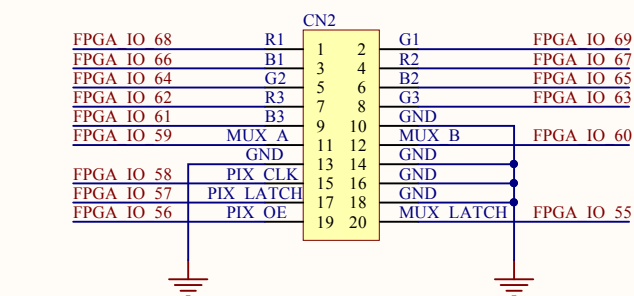 CN2
FPGA IO 68 R1 1 2 G1 FPGA IO 69
FPGA IO 66 B1 3 4 R2 FPGA IO 67
FPGA IO 64 G2 5 6 B2 FPGA IO 65
FPGA IO 62 R3 7 8 G3 FPGA IO 63
FPGA IO 61 B3 9 10 GND
FPGA IO 59 MUX A 11 12 MUX B FPGA IO 60
GND 13 14 GND
FPGA IO 58 PIX CLK 15 16 GND
FPGA IO 57 PIX LATCH 17 18 GND
FPGA IO 56 PIX OE 19 20 MUX LATCH FPGA IO 55